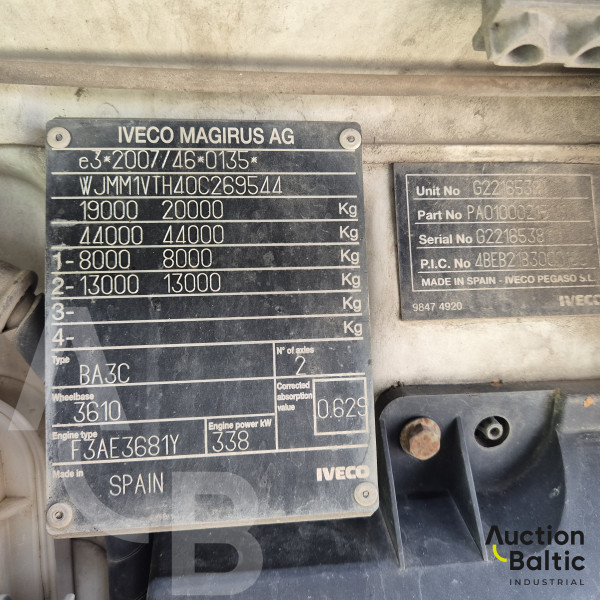 IVECO MAGIRUS AG
e3*2007/46*0135*
WJMM1VTH40C269544
19000 20000 Kg
44000 44000 Kg
1- 8000 8000 Kg
2- 13000 13000 Kg
3- Kg
4- Kg
Type BA3C
N° of axles 2
Wheelbase 3610
Corrected absorption value 0.629
Engine type F3AE3681Y
Engine power kW 338
Made in SPAIN
IVECO
Unit No G2216538
Part No
Serial No G2216538
P.I.C. No
MADE IN SPAIN - IVECO PEGASO S.L.
9847 4920 IVECO
Auction
Baltic
INDUSTRIAL
AB